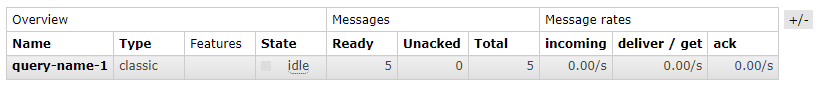 Overview Messages Message rates +/-
Name Type Features State Ready Unacked Total incoming deliver / get ack
query-name-1 classic idle 5 0 5 0.00/s 0.00/s 0.00/s